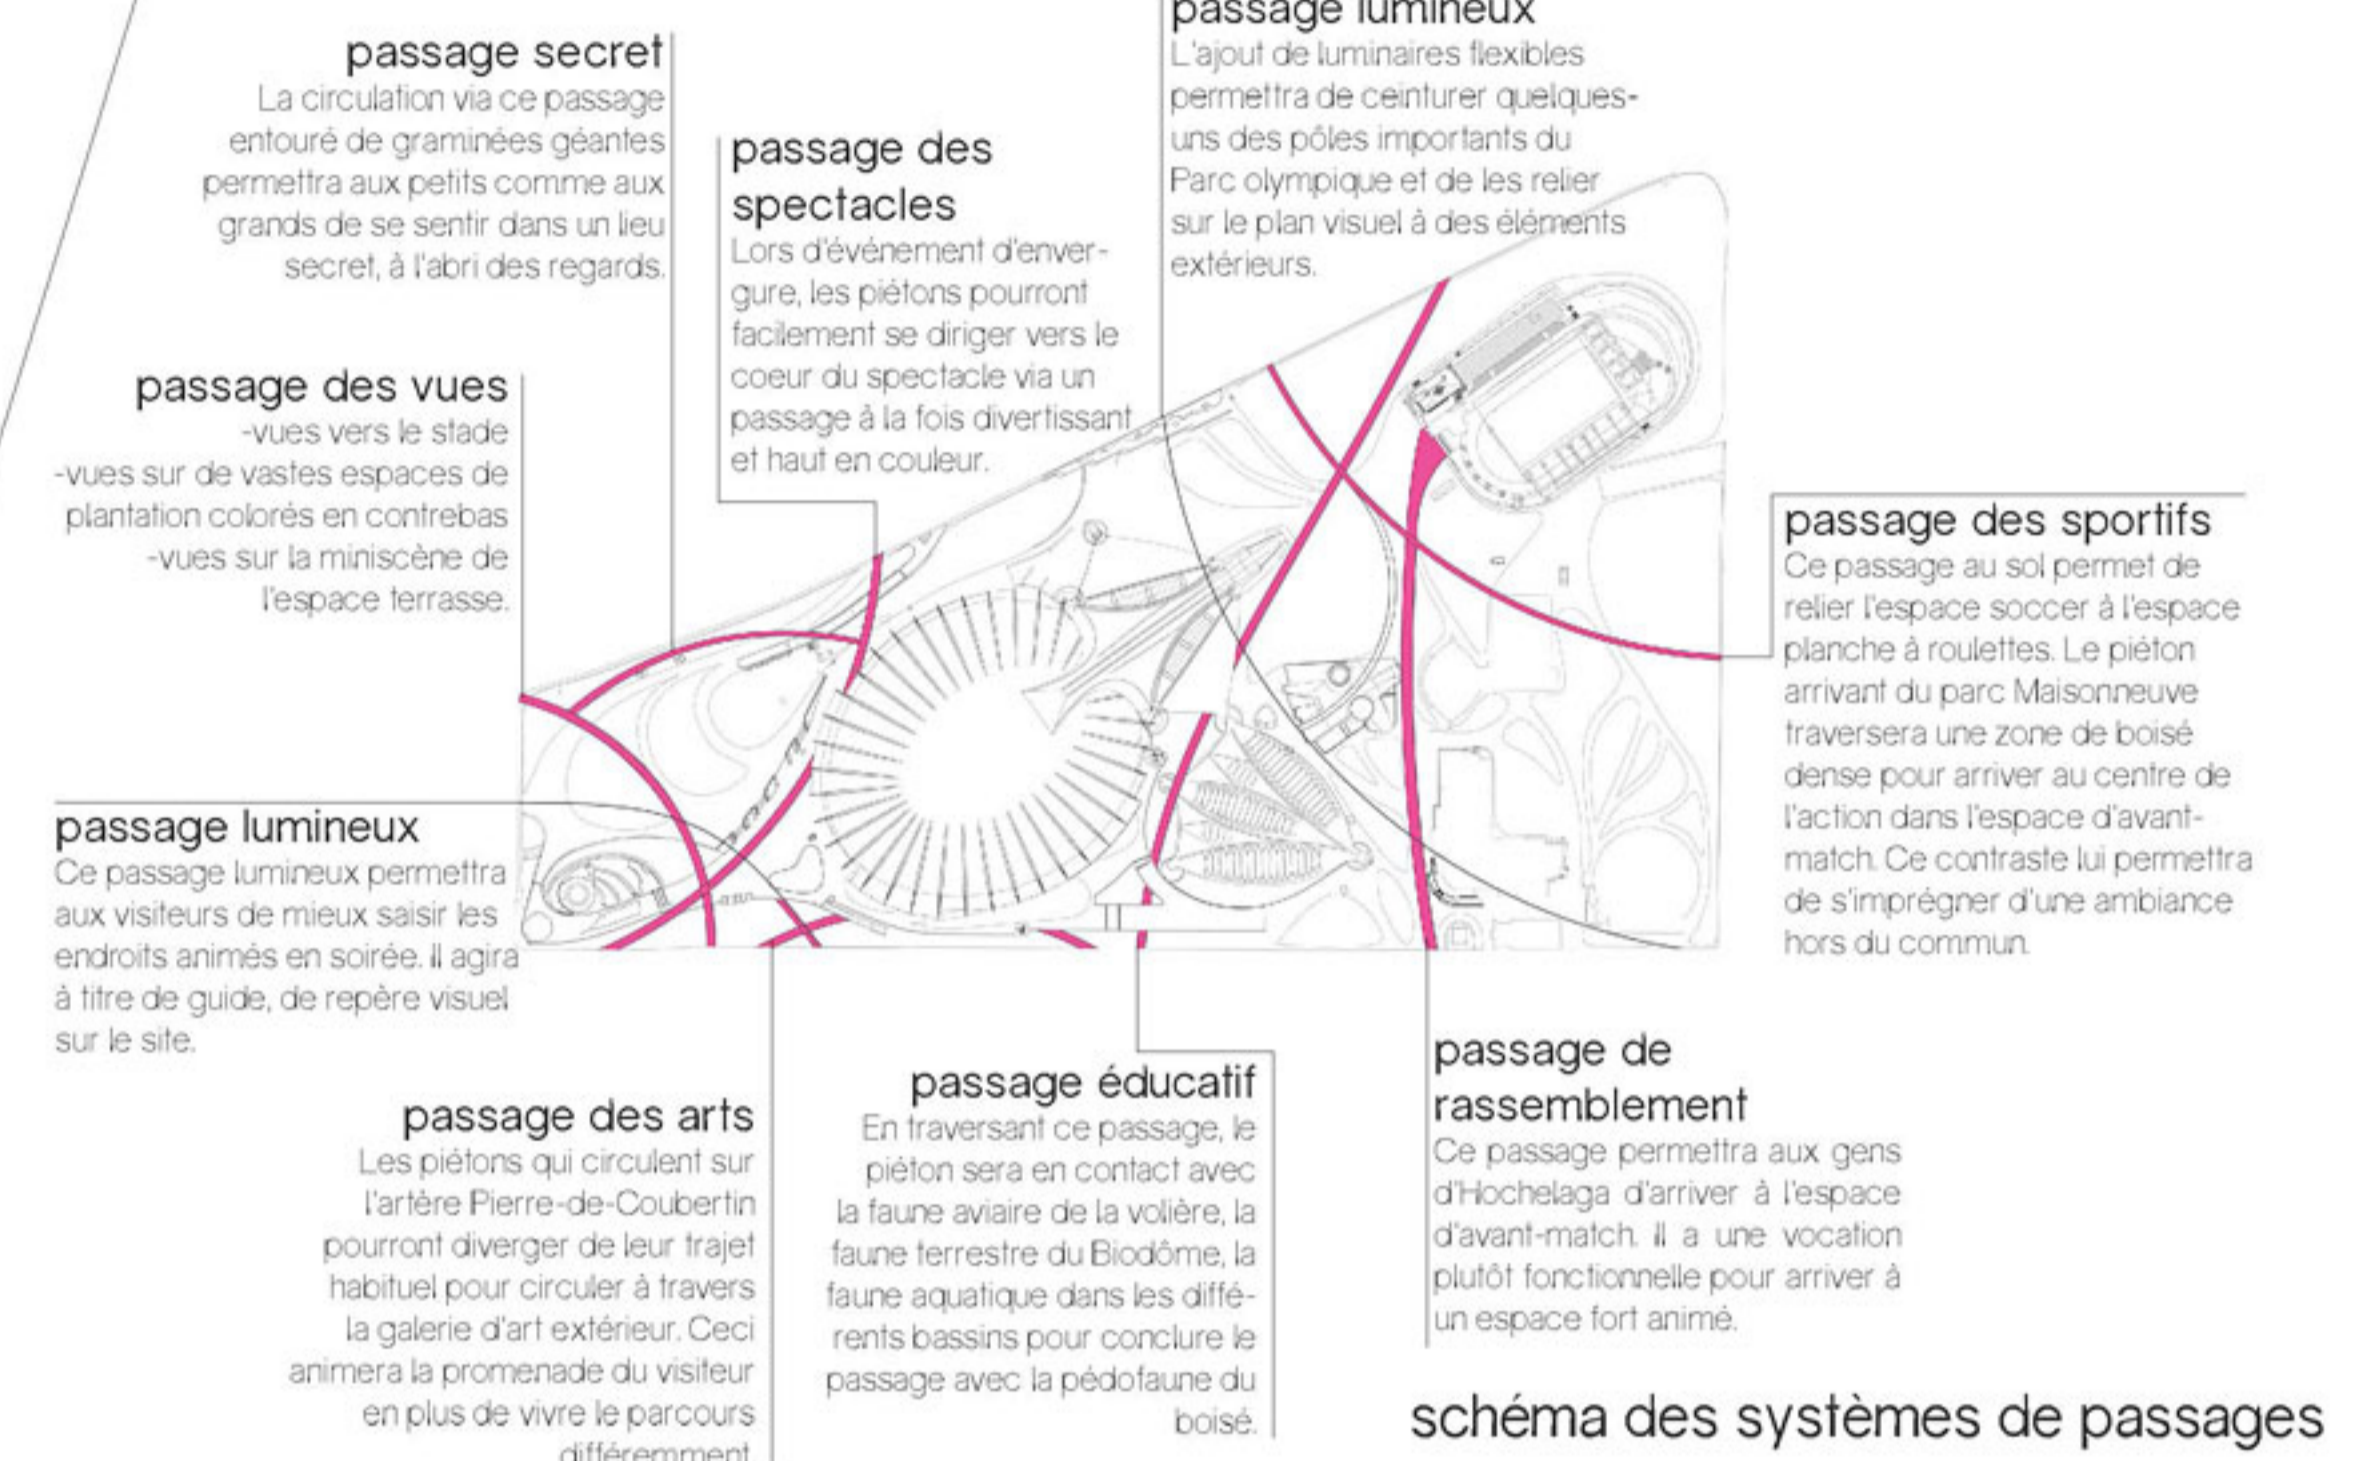 passage secret
La circulation via ce passage
entouré de graminées géantes
permettra aux petits comme aux
grands de se sentir dans un lieu
secret, à l'abri des regards.
passage des
spectacles
Lors d'événement d'enver-
gure, les piétons pourront
facilement se diriger vers le
coeur du spectacle via un
passage à la fois divertissant
et haut en couleur.
passage lumineux
L'ajout de luminaires flexibles
permettra de ceinturer quelques-
uns des pôles importants du
Parc olympique et de les relier
sur le plan visuel à des éléments
extérieurs.
passage des vues
-vues vers le stade
-vues sur de vastes espaces de
plantation colorés en contrebas
-vues sur la miniscène de
l'espace terrasse.
passage des sportifs
Ce passage au sol permet de
relier l'espace soccer à l'espace
planche à roulettes. Le piéton
arrivant du parc Maisonneuve
traversera une zone de boisé
dense pour arriver au centre de
l'action dans l'espace d'avant-
match. Ce contraste lui permettra
de s'imprégner d'une ambiance
hors du commun.
passage lumineux
Ce passage lumineux permettra
aux visiteurs de mieux saisir les
endroits animés en soirée. Il agira
à titre de guide, de repère visuel
sur le site.
passage des arts
Les piétons qui circulent sur
l'artère Pierre-de-Coubertin
pourront diverger de leur trajet
habituel pour circuler à travers
la galerie d'art extérieur. Ceci
animera la promenade du visiteur
en plus de vivre le parcours
différemment.
passage éducatif
En traversant ce passage, le
piéton sera en contact avec
la faune aviaire de la volière, la
faune terrestre du Biodôme, la
faune aquatique dans les diffé-
rents bassins pour conclure le
passage avec la pédofaune du
boisé.
passage de
rassemblement
Ce passage permettra aux gens
d'Hochelaga d'arriver à l'espace
d'avant-match. Il a une vocation
plutôt fonctionnelle pour arriver à
un espace fort animé.
schéma des systèmes de passages